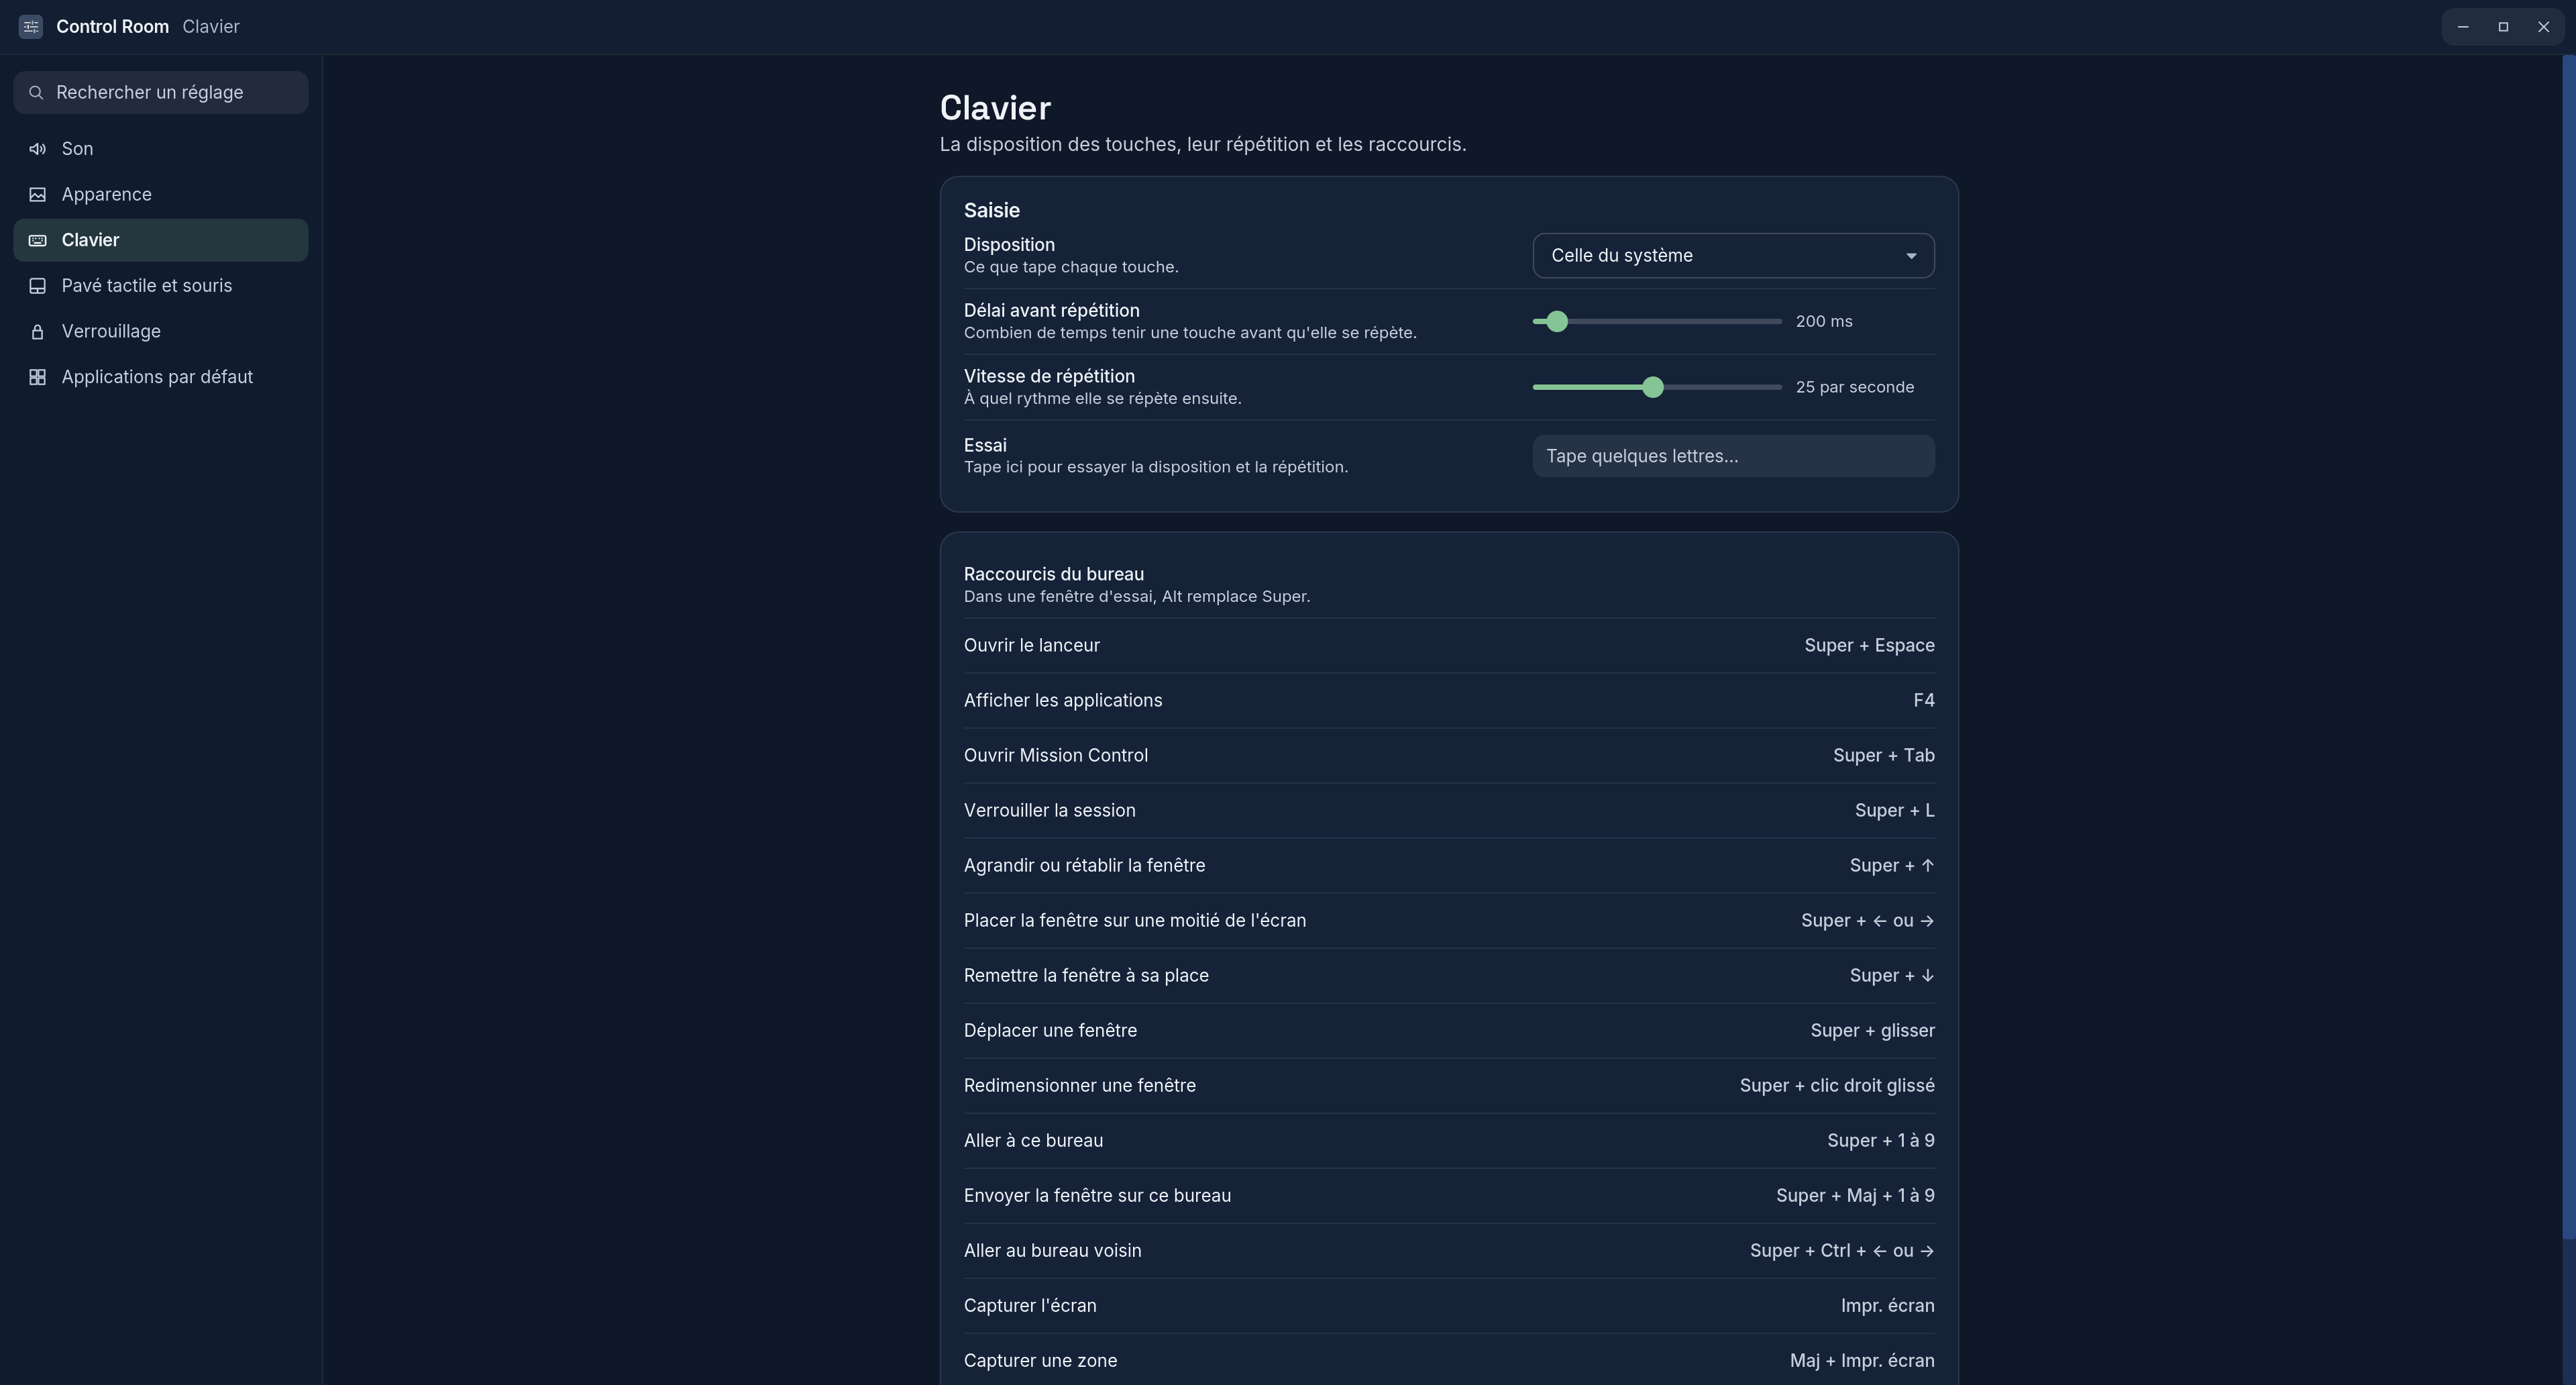 Control Room Clavier
Rechercher un réglage
Son
Apparence
Clavier
Pavé tactile et souris
Verrouillage
Applications par défaut
Clavier
La disposition des touches, leur répétition et les raccourcis.
Saisie
Disposition
Ce que tape chaque touche.
Celle du système
Délai avant répétition
Combien de temps tenir une touche avant qu'elle se répète.
200 ms
Vitesse de répétition
À quel rythme elle se répète ensuite.
25 par seconde
Essai
Tape ici pour essayer la disposition et la répétition.
Tape quelques lettres...
Raccourcis du bureau
Dans une fenêtre d'essai, Alt remplace Super.
Ouvrir le lanceur Super + Espace
Afficher les applications F4
Ouvrir Mission Control Super + Tab
Verrouiller la session Super + L
Agrandir ou rétablir la fenêtre Super + ↑
Placer la fenêtre sur une moitié de l'écran Super + ← ou →
Remettre la fenêtre à sa place Super + ↓
Déplacer une fenêtre Super + glisser
Redimensionner une fenêtre Super + clic droit glissé
Aller à ce bureau Super + 1 à 9
Envoyer la fenêtre sur ce bureau Super + Maj + 1 à 9
Aller au bureau voisin Super + Ctrl + ← ou →
Capturer l'écran Impr. écran
Capturer une zone Maj + Impr. écran